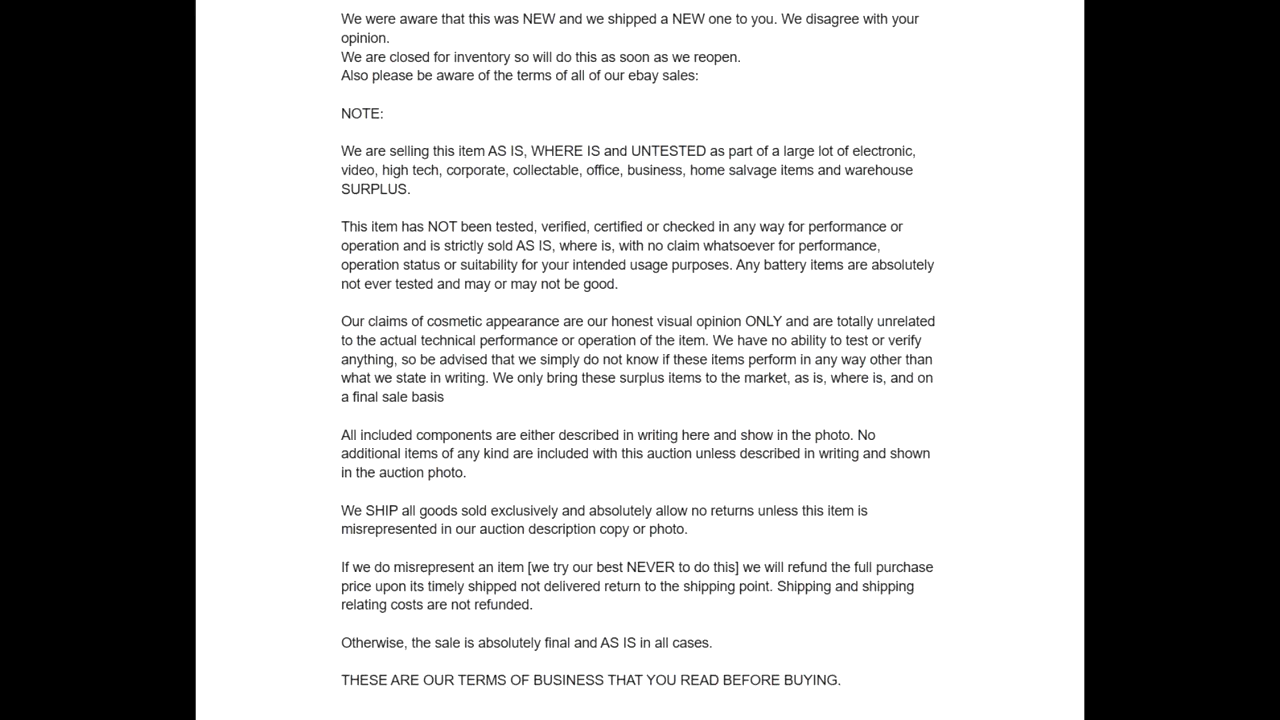 We were aware that this was NEW and we shipped a NEW one to you. We disagree with your
opinion.
We are closed for inventory so will do this as soon as we reopen.
Also please be aware of the terms of all of our ebay sales:
NOTE:
We are selling this item AS IS, WHERE IS and UNTESTED as part of a large lot of electronic,
video, high tech, corporate, collectable, office, business, home salvage items and warehouse
SURPLUS.
This item has NOT been tested, verified, certified or checked in any way for performance or
operation and is strictly sold AS IS, where is, with no claim whatsoever for performance,
operation status or suitability for your intended usage purposes. Any battery items are absolutely
not ever tested and may or may not be good.
Our claims of cosmetic appearance are our honest visual opinion ONLY and are totally unrelated
to the actual technical performance or operation of the item. We have no ability to test or verify
anything, so be advised that we simply do not know if these items perform in any way other than
what we state in writing. We only bring these surplus items to the market, as is, where is, and on
a final sale basis
All included components are either described in writing here and show in the photo. No
additional items of any kind are included with this auction unless described in writing and shown
in the auction photo.
We SHIP all goods sold exclusively and absolutely allow no returns unless this item is
misrepresented in our auction description copy or photo.
If we do misrepresent an item [we try our best NEVER to do this] we will refund the full purchase
price upon its timely shipped not delivered return to the shipping point. Shipping and shipping
relating costs are not refunded.
Otherwise, the sale is absolutely final and AS IS in all cases.
THESE ARE OUR TERMS OF BUSINESS THAT YOU READ BEFORE BUYING.